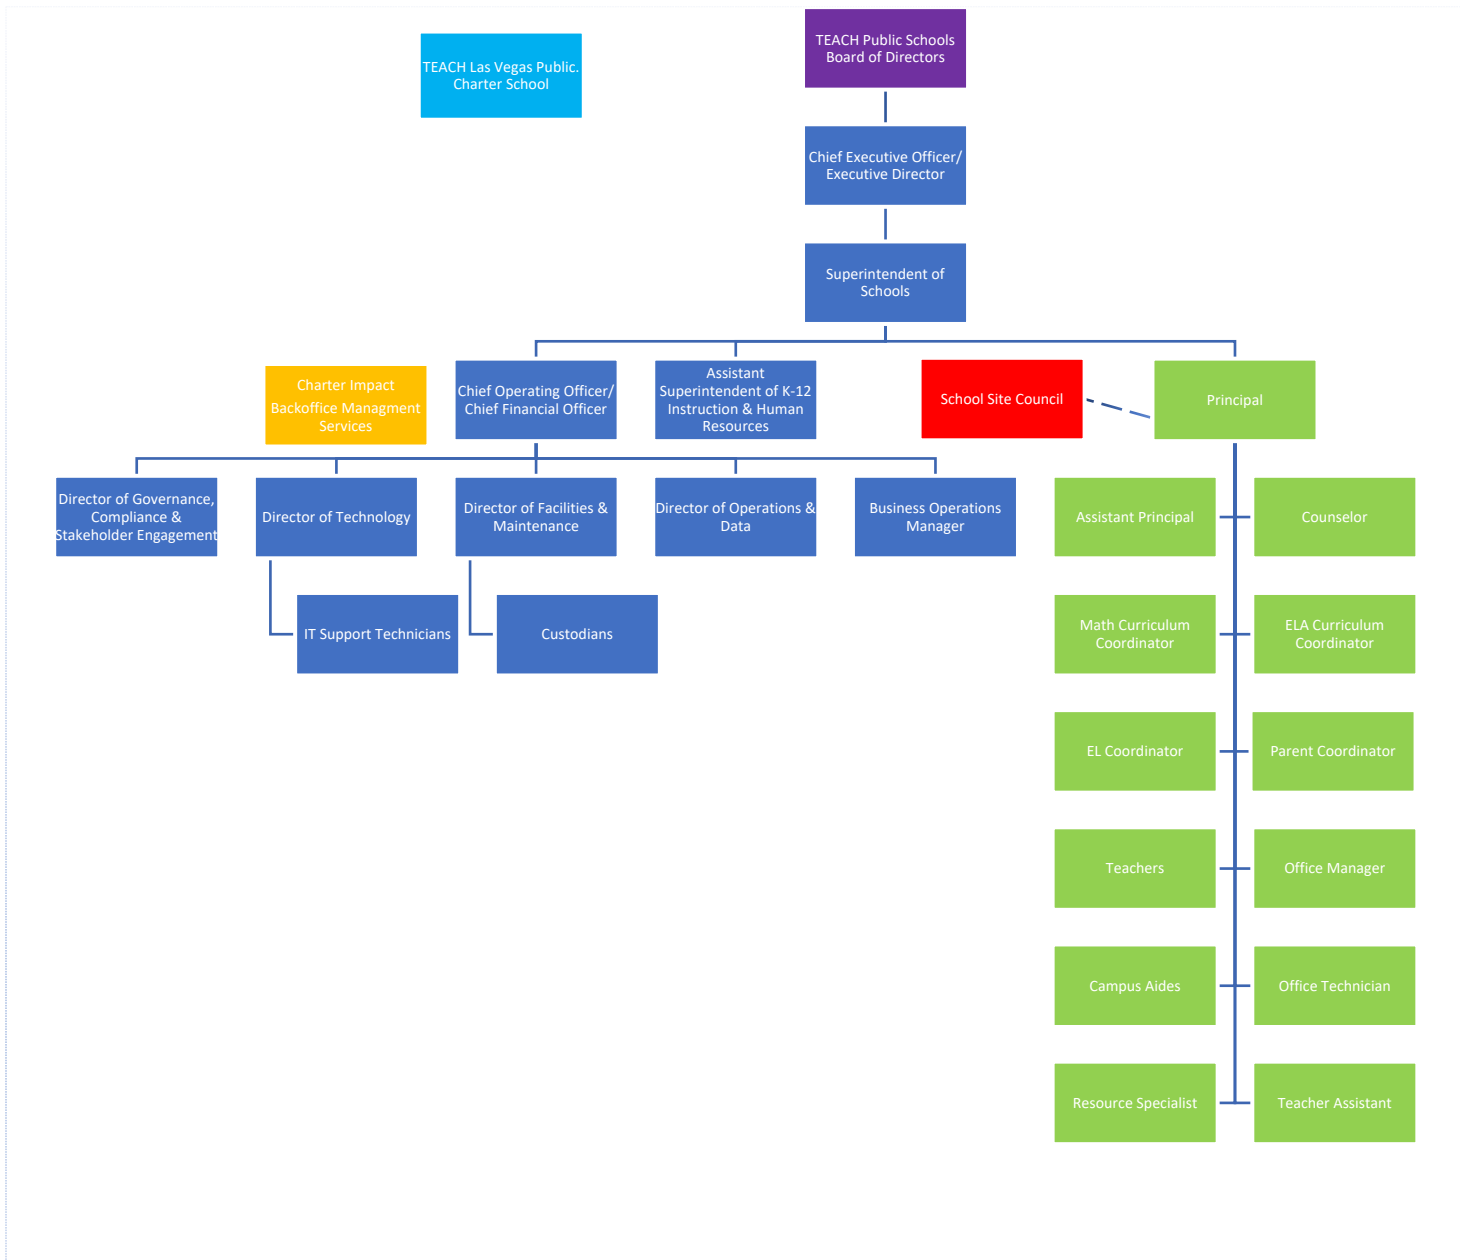 TEACH Public Schools
Board of Directors
TEACH Las Vegas Public.
Charter School
Chief Executive Officer/
Executive Director
Superintendent of
Schools
Charter Impact
Backoffice Managment
Services
Chief Operating Officer/
Chief Financial Officer
Assistant
Superintendent of K-12
Instruction & Human
Resources
School Site Council
Principal
Director of Governance,
Compliance &
Stakeholder Engagement
Director of Technology
Director of Facilities &
Maintenance
Director of Operations &
Data
Business Operations
Manager
Assistant Principal
Counselor
IT Support Technicians
Custodians
Math Curriculum
Coordinator
ELA Curriculum
Coordinator
EL Coordinator
Parent Coordinator
Teachers
Office Manager
Campus Aides
Office Technician
Resource Specialist
Teacher Assistant